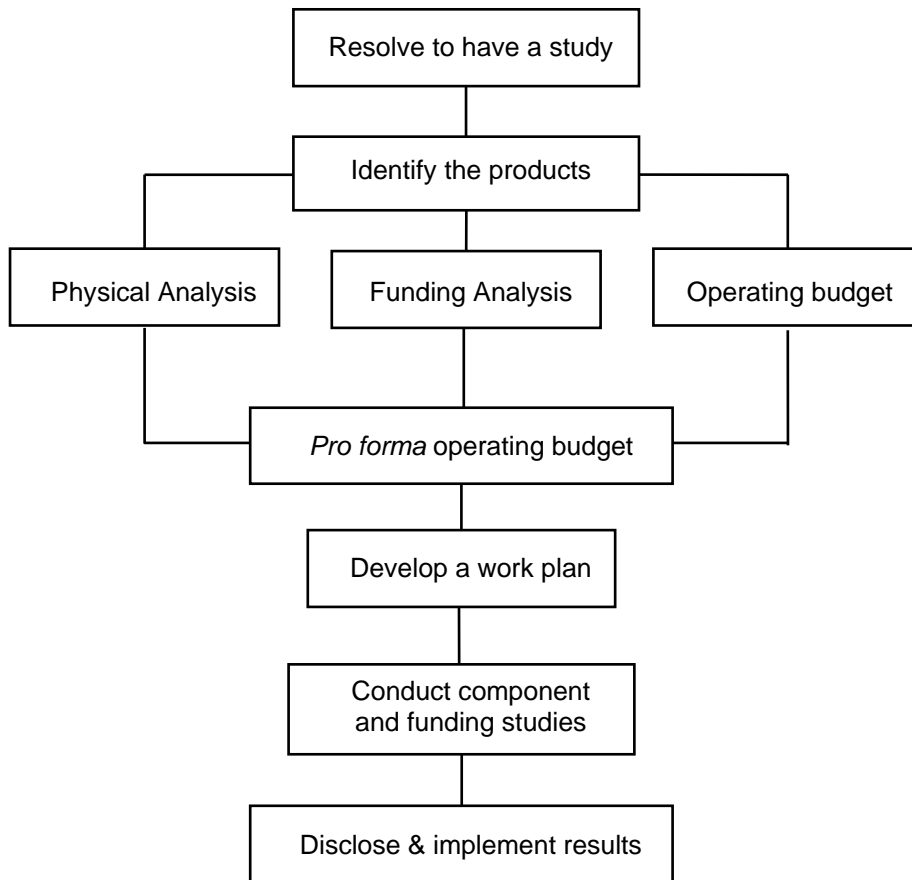 Resolve to have a study
Identify the products
Physical Analysis
Funding Analysis
Operating budget
Pro forma operating budget
Develop a work plan
Conduct component
and funding studies
Disclose & implement results